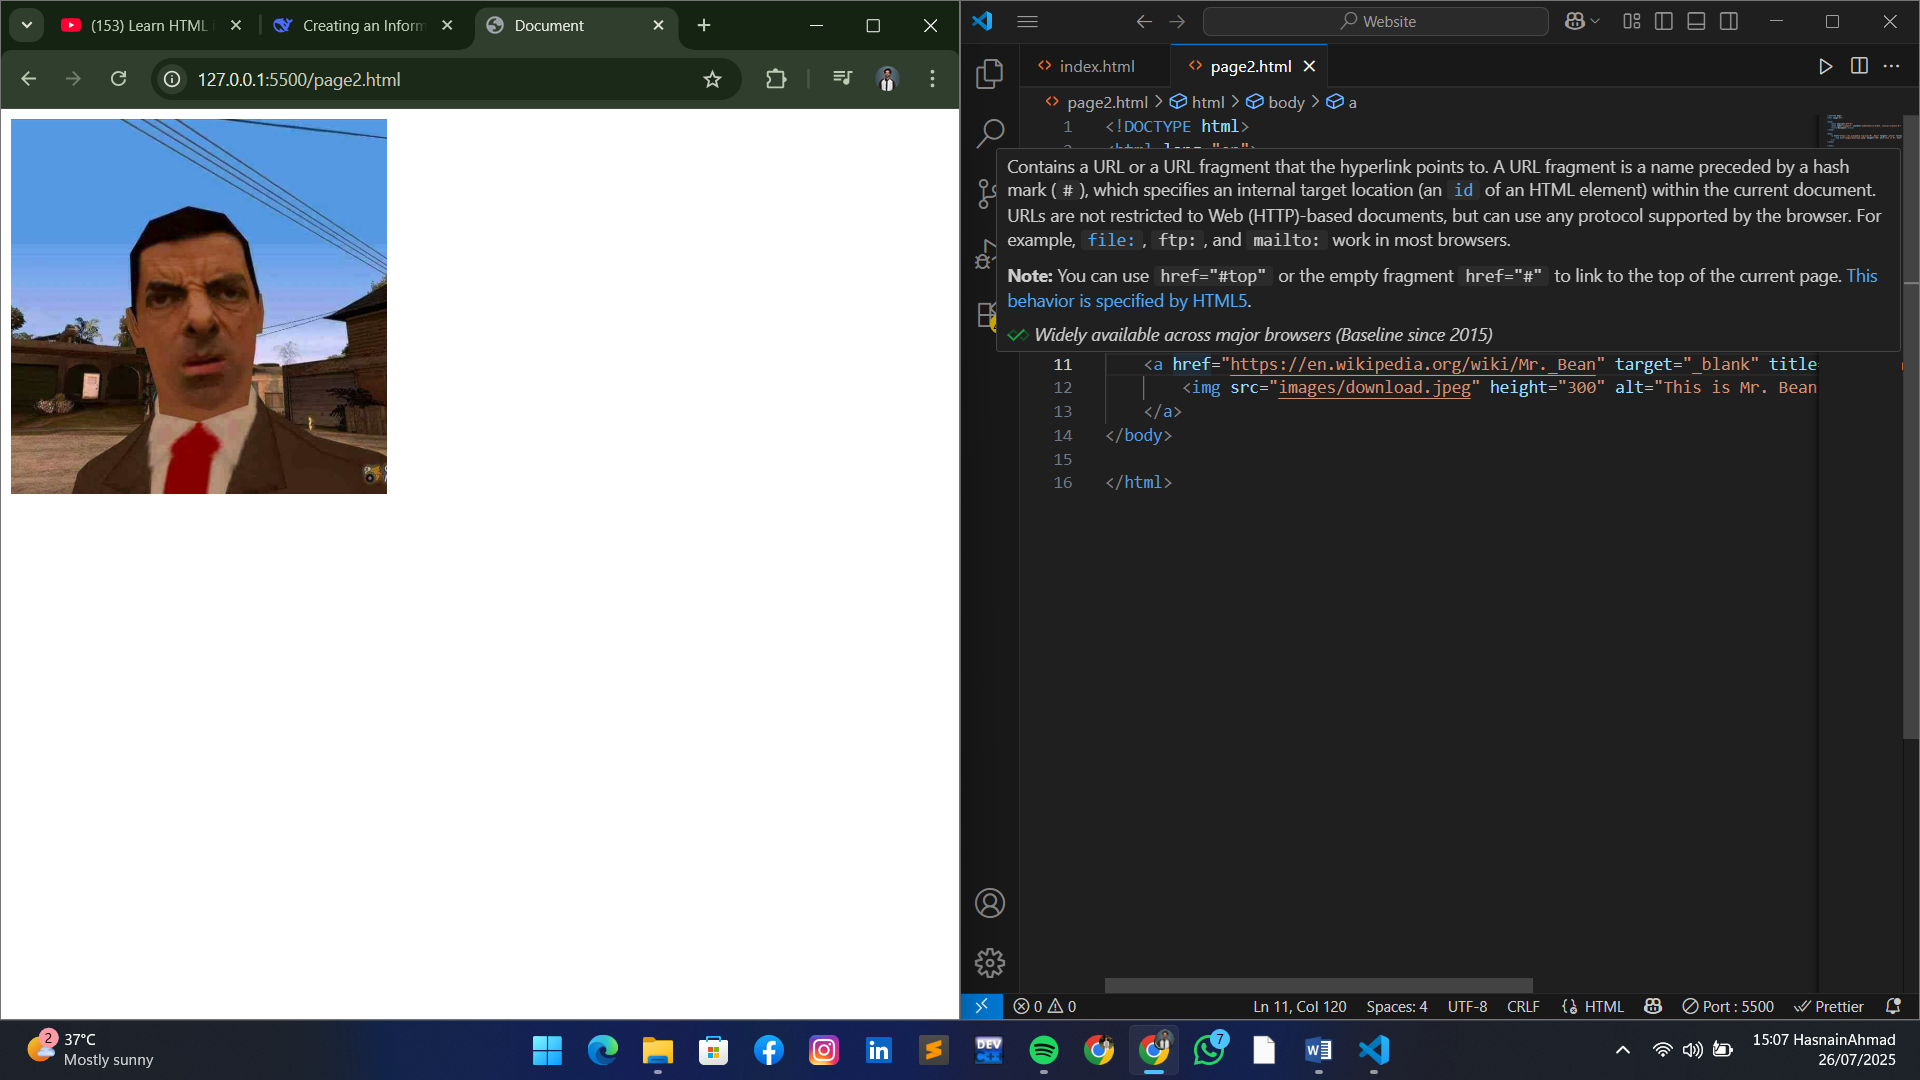 (153) Learn HTML i
Creating an Inform
Document
127.0.0.1:5500/page2.html
Website
index.html
page2.html
page2.html > html > body > a
1 <!DOCTYPE html>
Contains a URL or a URL fragment that the hyperlink points to. A URL fragment is a name preceded by a hash
mark ( # ), which specifies an internal target location (an id of an HTML element) within the current document.
URLs are not restricted to Web (HTTP)-based documents, but can use any protocol supported by the browser. For
example, file: , ftp: , and mailto: work in most browsers.
Note: You can use href="#top" or the empty fragment href="#" to link to the top of the current page. This
behavior is specified by HTML5.
Widely available across major browsers (Baseline since 2015)
11 <a href="https://en.wikipedia.org/wiki/Mr._Bean" target="_blank" title
12 <img src="images/download.jpeg" height="300" alt="This is Mr. Bean
13 </a>
14 </body>
15
16 </html>
0 0
Ln 11, Col 120 Spaces: 4 UTF-8 CRLF {} HTML Port : 5500 Prettier
2
37°C
Mostly sunny
in
DEV
7
W
15:07 HasnainAhmad
26/07/2025